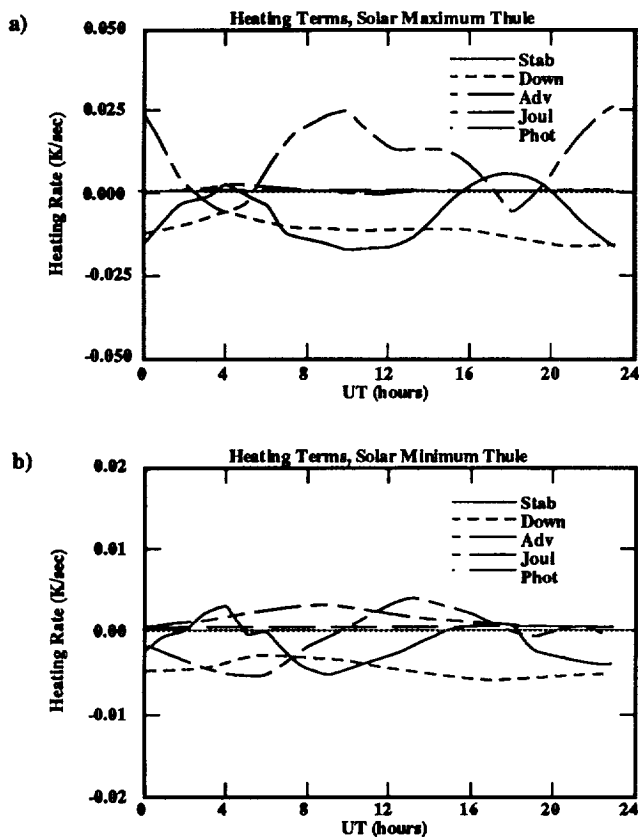 a)
Heating Terms, Solar Maximum Thule
0.050
0.025
0.000
-0.025
-0.050
Heating Rate (K/sec)
Stab
Down
Adv
Joul
Phot
0 4 8 12 16 20 24
UT (hours)
b)
Heating Terms, Solar Minimum Thule
0.02
0.01
0.00
-0.01
-0.02
Heating Rate (K/sec)
Stab
Down
Adv
Joul
Phot
0 4 8 12 16 20 24
UT (hours)